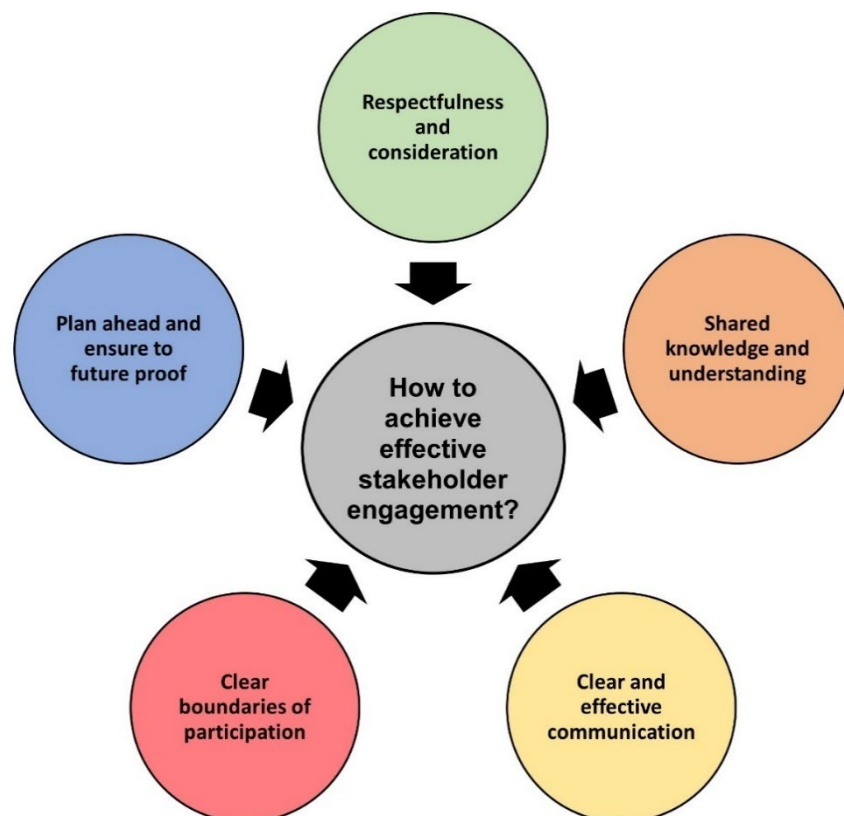 Respectfulness
and
consideration
Plan ahead and
ensure to
future proof
Shared
knowledge and
understanding
How to
achieve
effective
stakeholder
engagement?
Clear
boundaries of
participation
Clear and
effective
communication